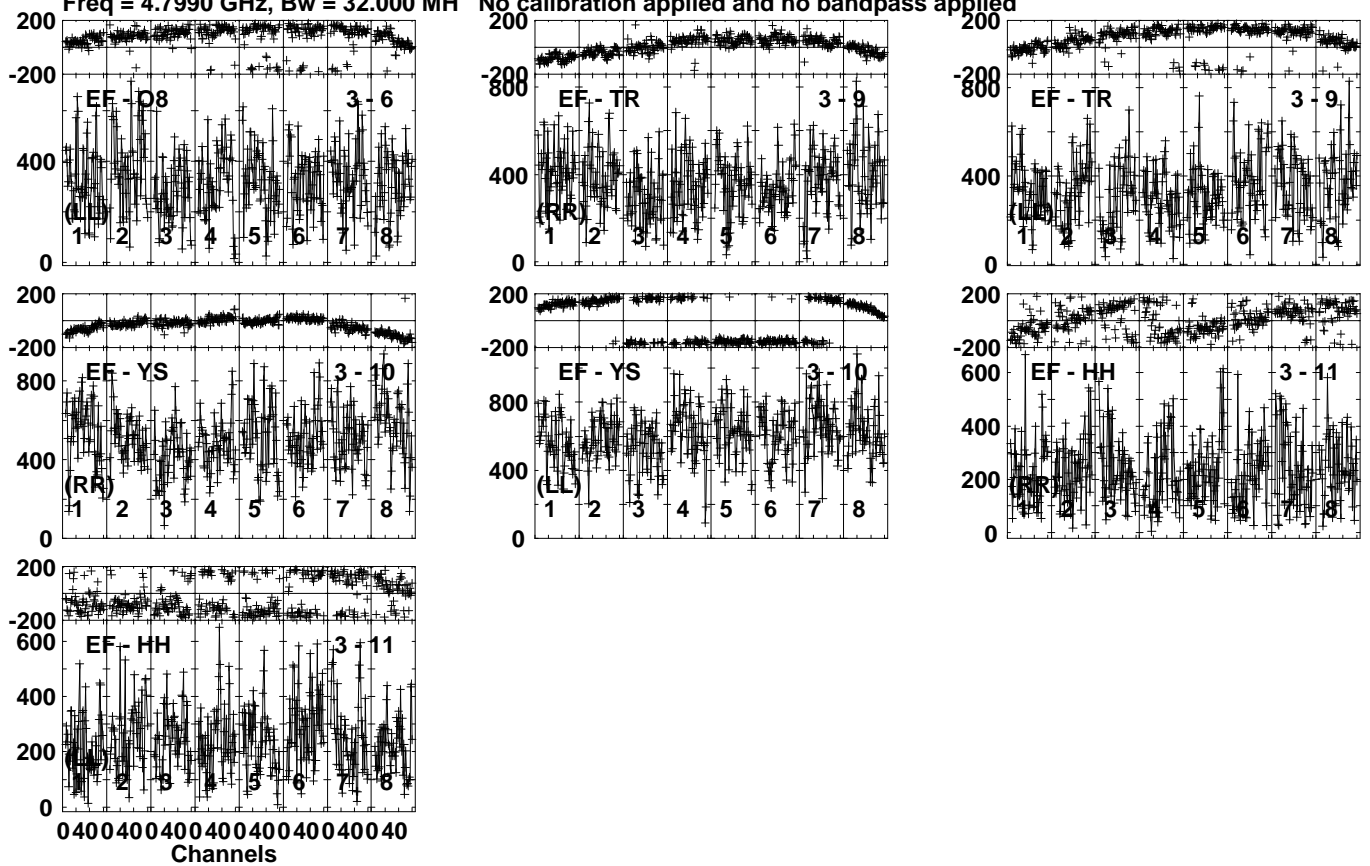 Freq = 4.7990 GHz, Bw = 32.000 MH No calibration applied and no bandpass applied
200
-200
EF - O8 3 - 6
400
(LL)
1 2 3 4 5 6 7 8
0
200
-200
800
EF - TR 3 - 9
400
(RR)
1 2 3 4 5 6 7 8
0
200
-200
800
EF - TR 3 - 9
400
(LL)
1 2 3 4 5 6 7 8
0
200
-200
EF - YS 3 - 10
800
400
(RR)
1 2 3 4 5 6 7 8
0
200
-200
EF - YS 3 - 10
800
400
(LL)
1 2 3 4 5 6 7 8
0
200
-200
EF - HH 3 - 11
600
400
200
(RR)
1 2 3 4 5 6 7 8
0
200
-200
EF - HH 3 - 11
600
400
200
(LL)
1 2 3 4 5 6 7 8
0
0 40 0 40 0 40 0 40 0 40 0 40 0 40 0 40
Channels